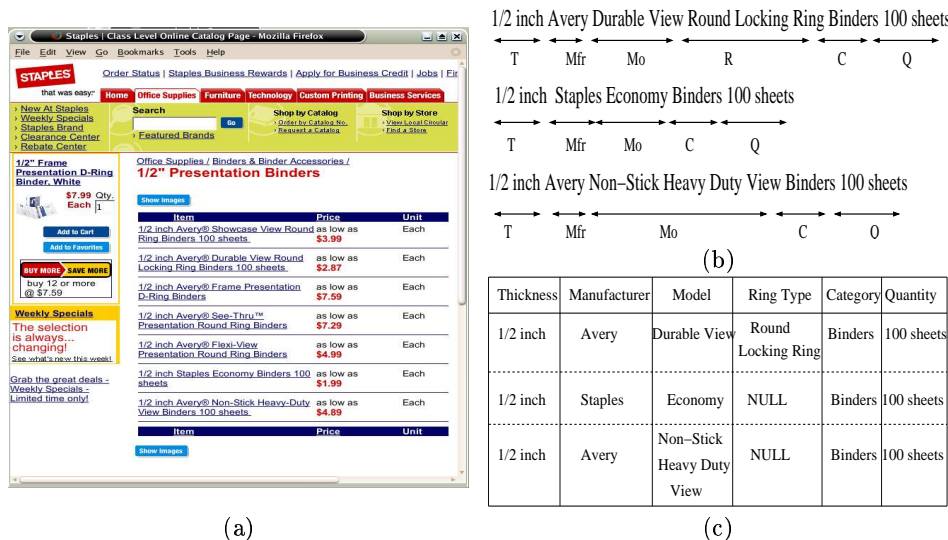 Staples | Class Level Online Catalog Page - Mozilla Firefox
File Edit View Go Bookmarks Tools Help
STAPLES
that was easy.
Order Status | Staples Business Rewards | Apply for Business Credit | Jobs | Fir
Home Office Supplies Furniture Technology Custom Printing Business Services
› New At Staples
› Weekly Specials
› Staples Brand
› Clearance Center
› Rebate Center
Search
Go
› Featured Brands
Shop by Catalog
› Order by Catalog No.
› Request a Catalog
Shop by Store
› View Local Circular
› Find a Store
1/2" Frame
Presentation D-Ring
Binder, White
$7.99 Qty.
Each 1
Add to Cart
Add to Favorites
BUY MORE SAVE MORE
buy 12 or more
@ $7.59
Weekly Specials
The selection
is always...
changing!
See what's new this week!
Grab the great deals -
Weekly Specials -
Limited time only!
Office Supplies / Binders & Binder Accessories /
1/2" Presentation Binders
Show Images
Item Price Unit
1/2 inch Avery® Showcase View Round as low as Each
Ring Binders 100 sheets $3.99
1/2 inch Avery® Durable View Round as low as Each
Locking Ring Binders 100 sheets $2.87
1/2 inch Avery® Frame Presentation as low as Each
D-Ring Binders $7.59
1/2 inch Avery® See-Thru™ as low as Each
Presentation Round Ring Binders $7.29
1/2 inch Avery® Flexi-View as low as Each
Presentation Round Ring Binders $4.99
1/2 inch Staples Economy Binders 100 as low as Each
sheets $1.99
1/2 inch Avery® Non-Stick Heavy-Duty as low as Each
View Binders 100 sheets $4.89
Item Price Unit
Show Images
(a)
1/2 inch Avery Durable View Round Locking Ring Binders 100 sheets
T Mfr Mo R C Q
1/2 inch Staples Economy Binders 100 sheets
T Mfr Mo C Q
1/2 inch Avery Non–Stick Heavy Duty View Binders 100 sheets
T Mfr Mo C Q
(b)
Thickness Manufacturer Model Ring Type Category Quantity
1/2 inch Avery Durable View Round Locking Ring Binders 100 sheets
1/2 inch Staples Economy NULL Binders 100 sheets
1/2 inch Avery Non–Stick Heavy Duty View NULL Binders 100 sheets
(c)